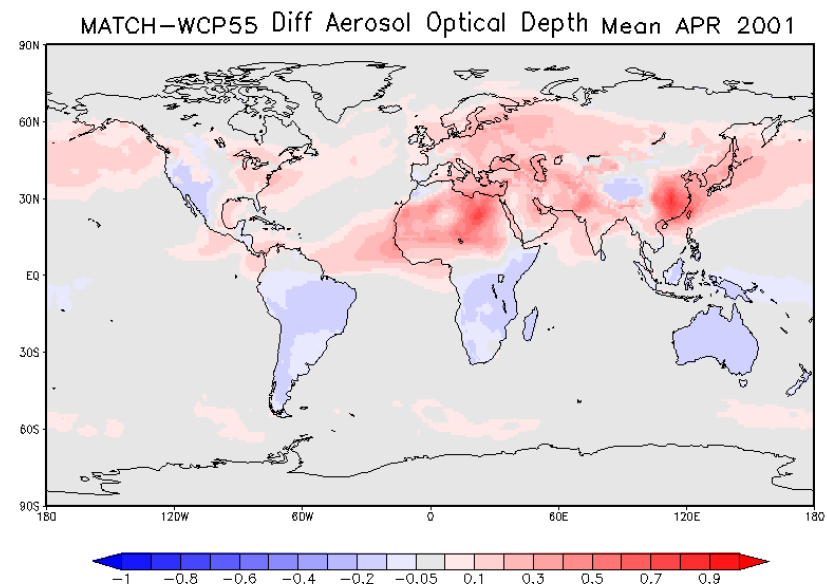 MATCH-WCP55 Diff Aerosol Optical Depth Mean APR 2001
90N
60N
30N
EQ
30S
60S
90S
180 120W 60W 0 60E 120E 180
-1 -0.8 -0.4 -0.2 -0.05 0.1 0.3 0.5 0.7 0.9